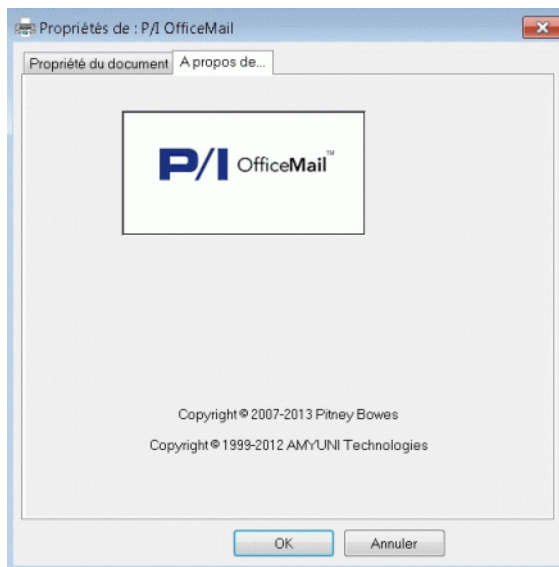 Propriétés de : P/I OfficeMail
Propriété du document A propos de...
P/I OfficeMail™
Copyright © 2007-2013 Pitney Bowes
Copyright © 1999-2012 AMYUNI Technologies
OK Annuler